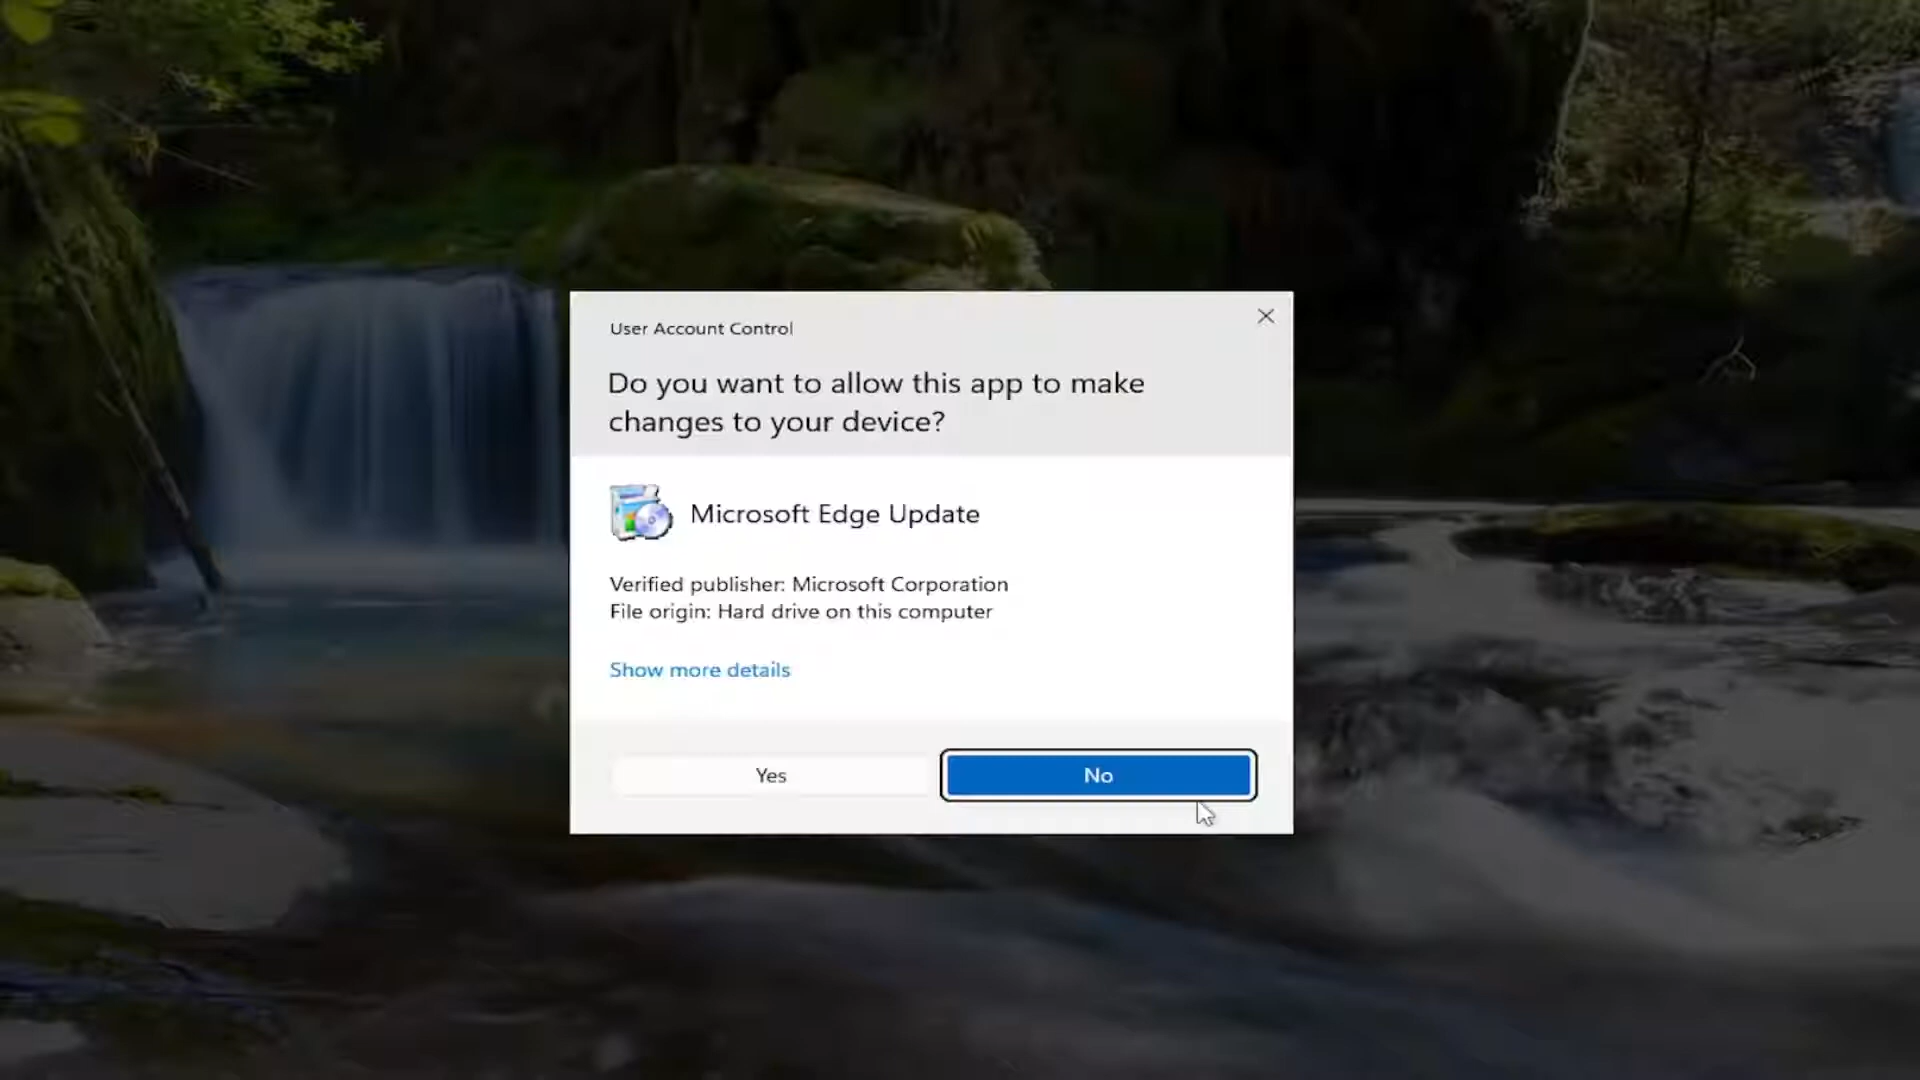 User Account Control
Do you want to allow this app to make
changes to your device?
Microsoft Edge Update
Verified publisher: Microsoft Corporation
File origin: Hard drive on this computer
Show more details
Yes
No